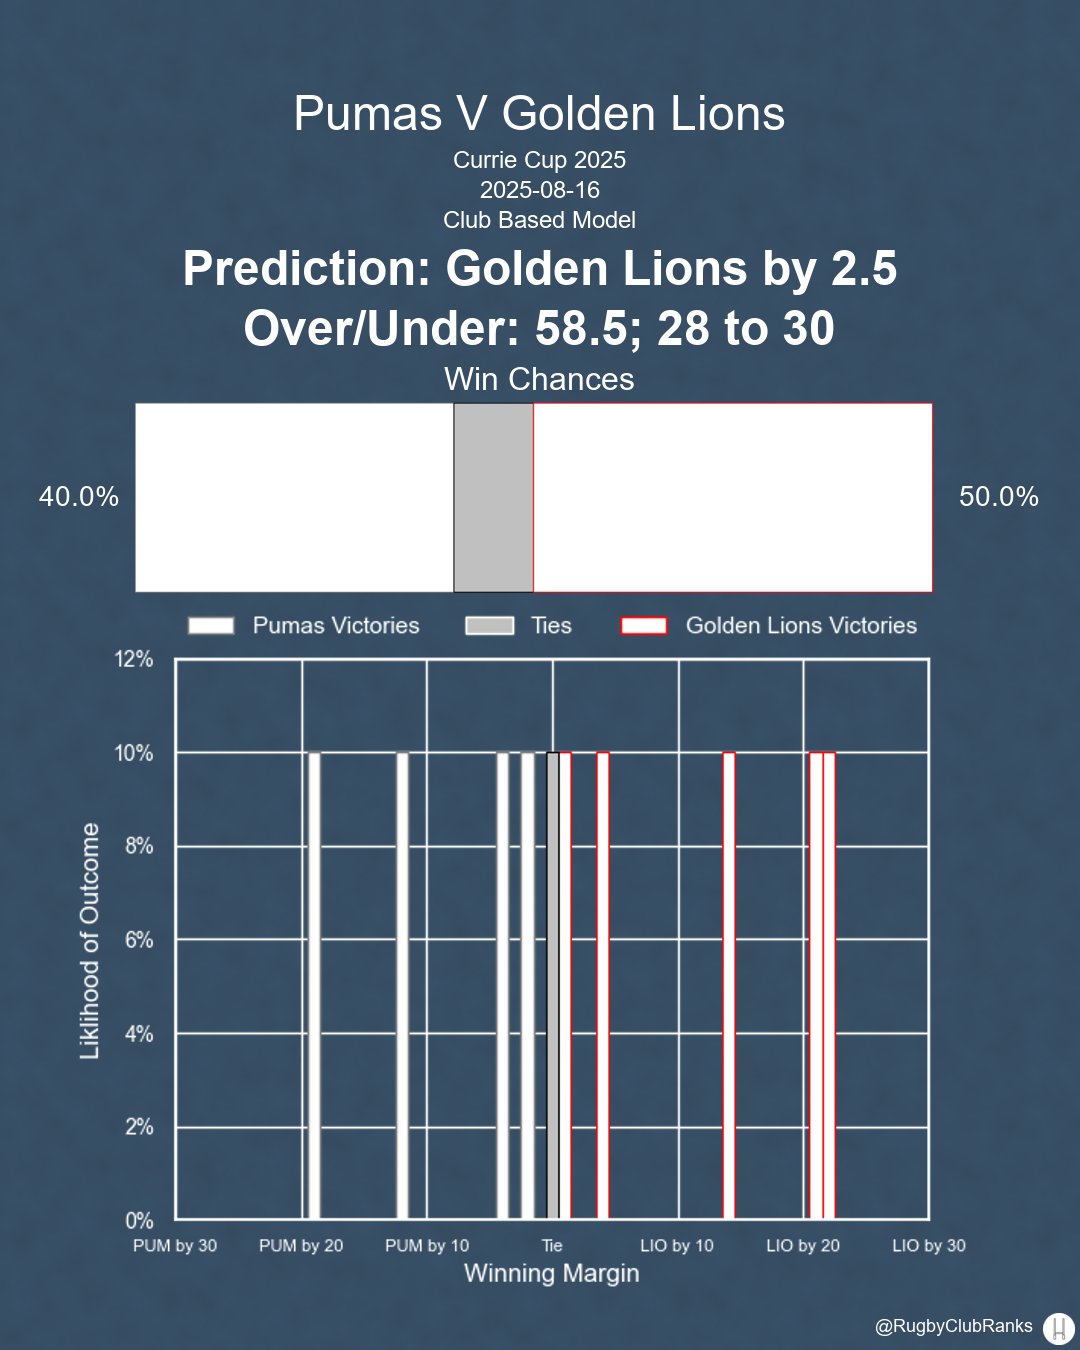 Pumas V Golden Lions
Currie Cup 2025
2025-08-16
Club Based Model
Prediction: Golden Lions by 2.5
Over/Under: 58.5; 28 to 30
Win Chances
40.0%
50.0%
Pumas Victories Ties Golden Lions Victories
12%
10%
8%
6%
4%
2%
0%
Liklihood of Outcome
PUM by 30 PUM by 20 PUM by 10 Tie LIO by 10 LIO by 20 LIO by 30
Winning Margin
@RugbyClubRanks